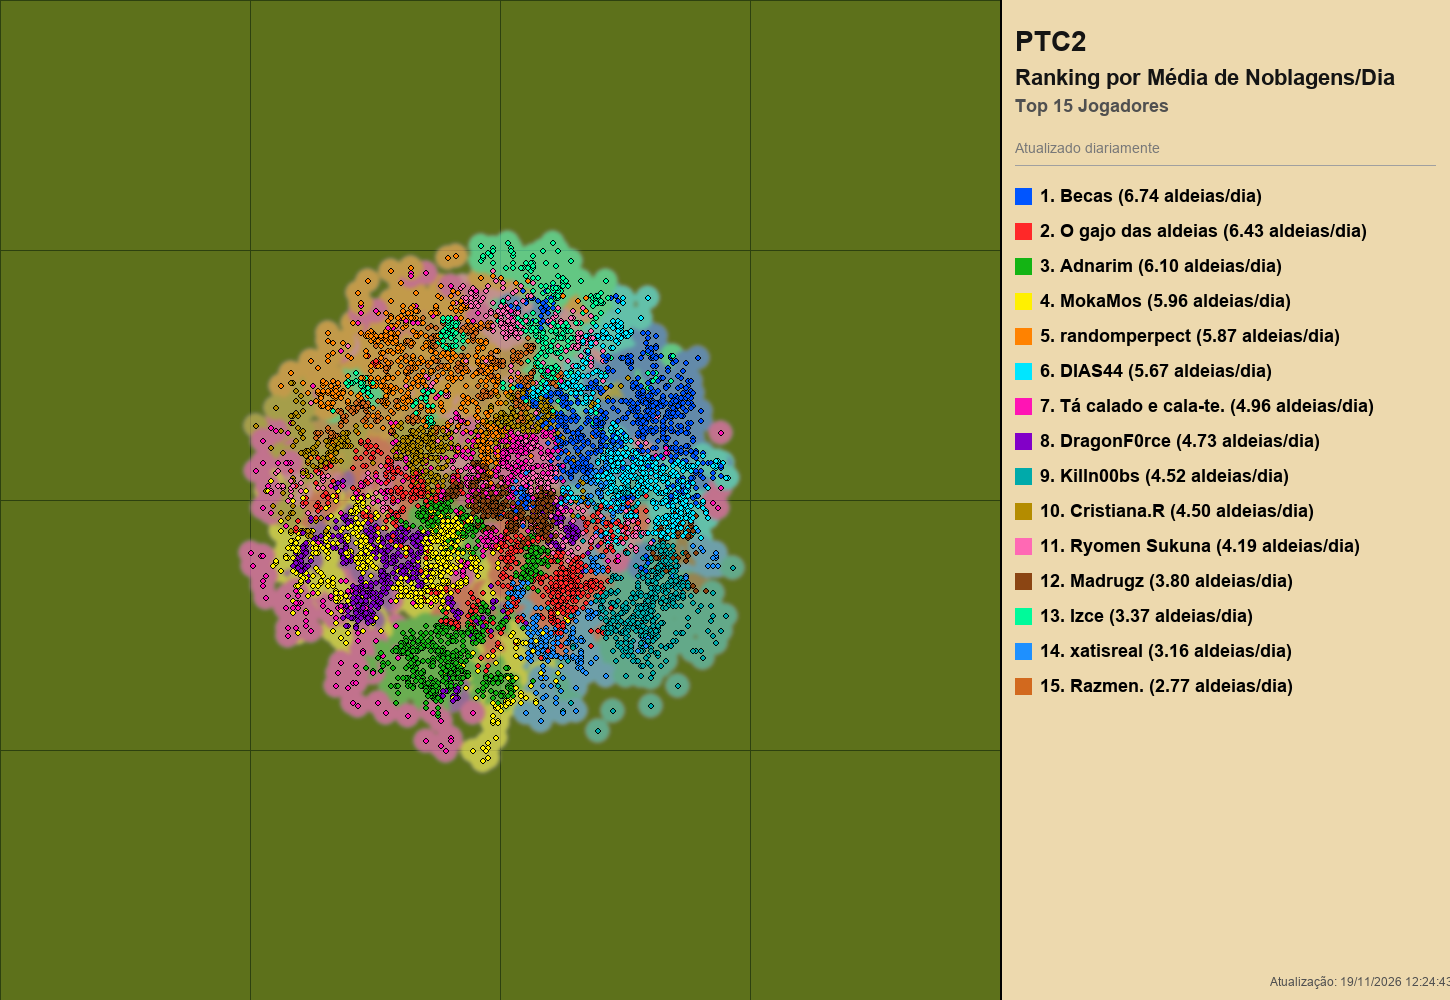 PTC2
Ranking por Média de Noblagens/Dia
Top 15 Jogadores
Atualizado diariamente
1. Becas (6.74 aldeias/dia)
2. O gajo das aldeias (6.43 aldeias/dia)
3. Adnarim (6.10 aldeias/dia)
4. MokaMos (5.96 aldeias/dia)
5. randomperpect (5.87 aldeias/dia)
6. DIAS44 (5.67 aldeias/dia)
7. Tá calado e cala-te. (4.96 aldeias/dia)
8. DragonF0rce (4.73 aldeias/dia)
9. Killn00bs (4.52 aldeias/dia)
10. Cristiana.R (4.50 aldeias/dia)
11. Ryomen Sukuna (4.19 aldeias/dia)
12. Madrugz (3.80 aldeias/dia)
13. lzce (3.37 aldeias/dia)
14. xatisreal (3.16 aldeias/dia)
15. Razmen. (2.77 aldeias/dia)
Atualização: 19/11/2026 12:24:43